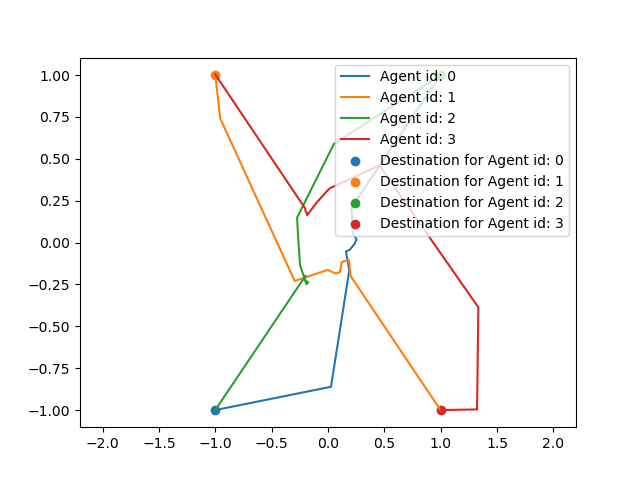 Agent id: 0
Agent id: 1
Agent id: 2
Agent id: 3
Destination for Agent id: 0
Destination for Agent id: 1
Destination for Agent id: 2
Destination for Agent id: 3
1.00
0.75
0.50
0.25
0.00
−0.25
−0.50
−0.75
−1.00
−2.0 −1.5 −1.0 −0.5 0.0 0.5 1.0 1.5 2.0